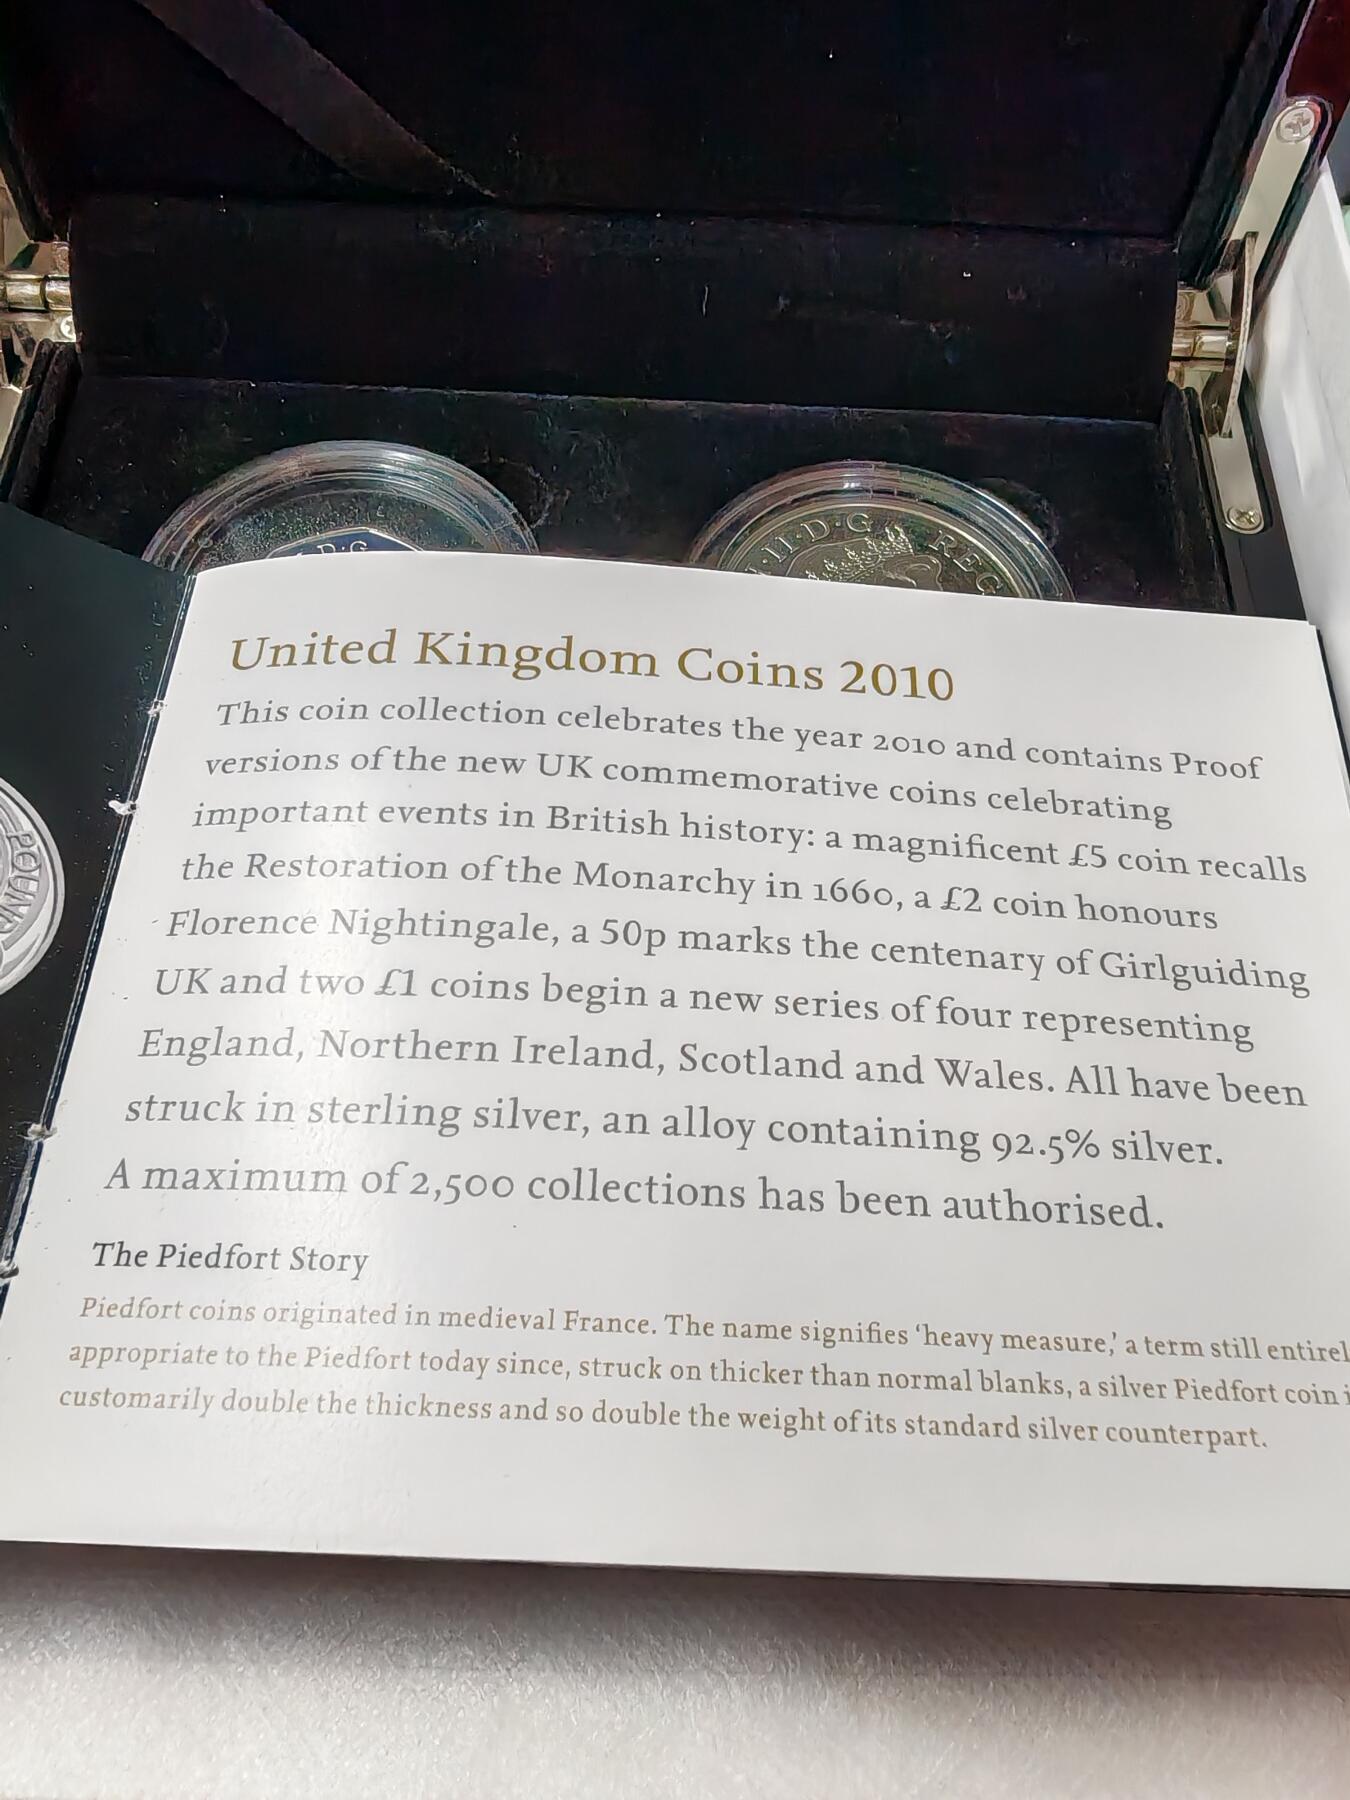 D·G
·II·D·G REG
POUN
United Kingdom Coins 2010
This coin collection celebrates the year 2010 and contains Proof
versions of the new UK commemorative coins celebrating
important events in British history: a magnificent £5 coin recalls
the Restoration of the Monarchy in 1660, a £2 coin honours
Florence Nightingale, a 50p marks the centenary of Girlguiding
UK and two £1 coins begin a new series of four representing
England, Northern Ireland, Scotland and Wales. All have been
struck in sterling silver, an alloy containing 92.5% silver.
A maximum of 2,500 collections has been authorised.
The Piedfort Story
Piedfort coins originated in medieval France. The name signifies ‘heavy measure,’ a term still entirel
appropriate to the Piedfort today since, struck on thicker than normal blanks, a silver Piedfort coin i
customarily double the thickness and so double the weight of its standard silver counterpart.